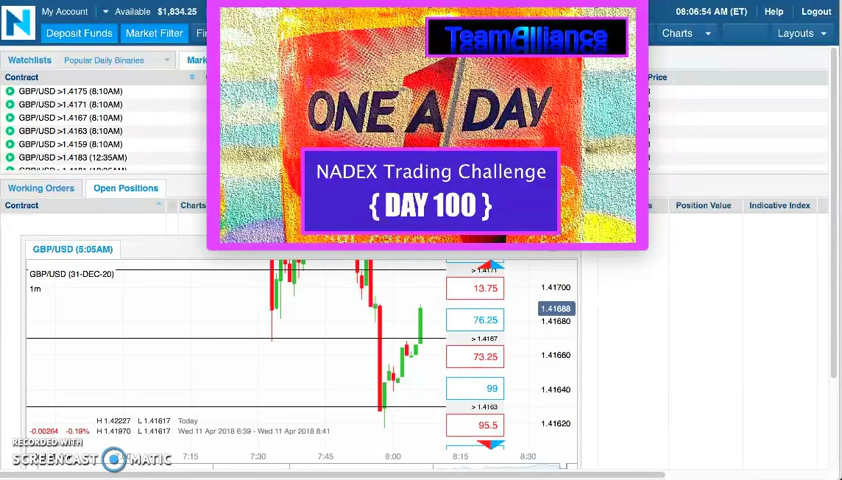 N
My Account
Available $1,834.25
08:06:54 AM (ET)
Help
Logout
Deposit Funds
Market Filter
Charts
Layouts
TeamAlliance
ONE A DAY
NADEX Trading Challenge
{ DAY 100 }
Watchlists
Popular Daily Binaries
Contract
Price
GBP/USD >1.4175 (8:10AM)
GBP/USD >1.4171 (8:10AM)
GBP/USD >1.4167 (8:10AM)
GBP/USD >1.4163 (8:10AM)
GBP/USD >1.4159 (8:10AM)
GBP/USD >1.4183 (12:35AM)
Working Orders
Open Positions
Contract
Charts
Position Value
Indicative Index
GBP/USD (5:05AM)
GBP/USD (31-DEC-20)
1m
> 1.4171
13.75
76.25
> 1.4167
73.25
99
> 1.4163
95.5
1.41700
1.41688
1.41680
1.41660
1.41640
1.41620
H 1.42227 L 1.41617 Today
-0.00264 -0.19% H 1.41970 L 1.41617 Wed 11 Apr 2018 6:39 - Wed 11 Apr 2018 8:41
7:15
7:30
7:45
8:00
8:15
8:30
RECORDED WITH
SCREENCAST MATIC